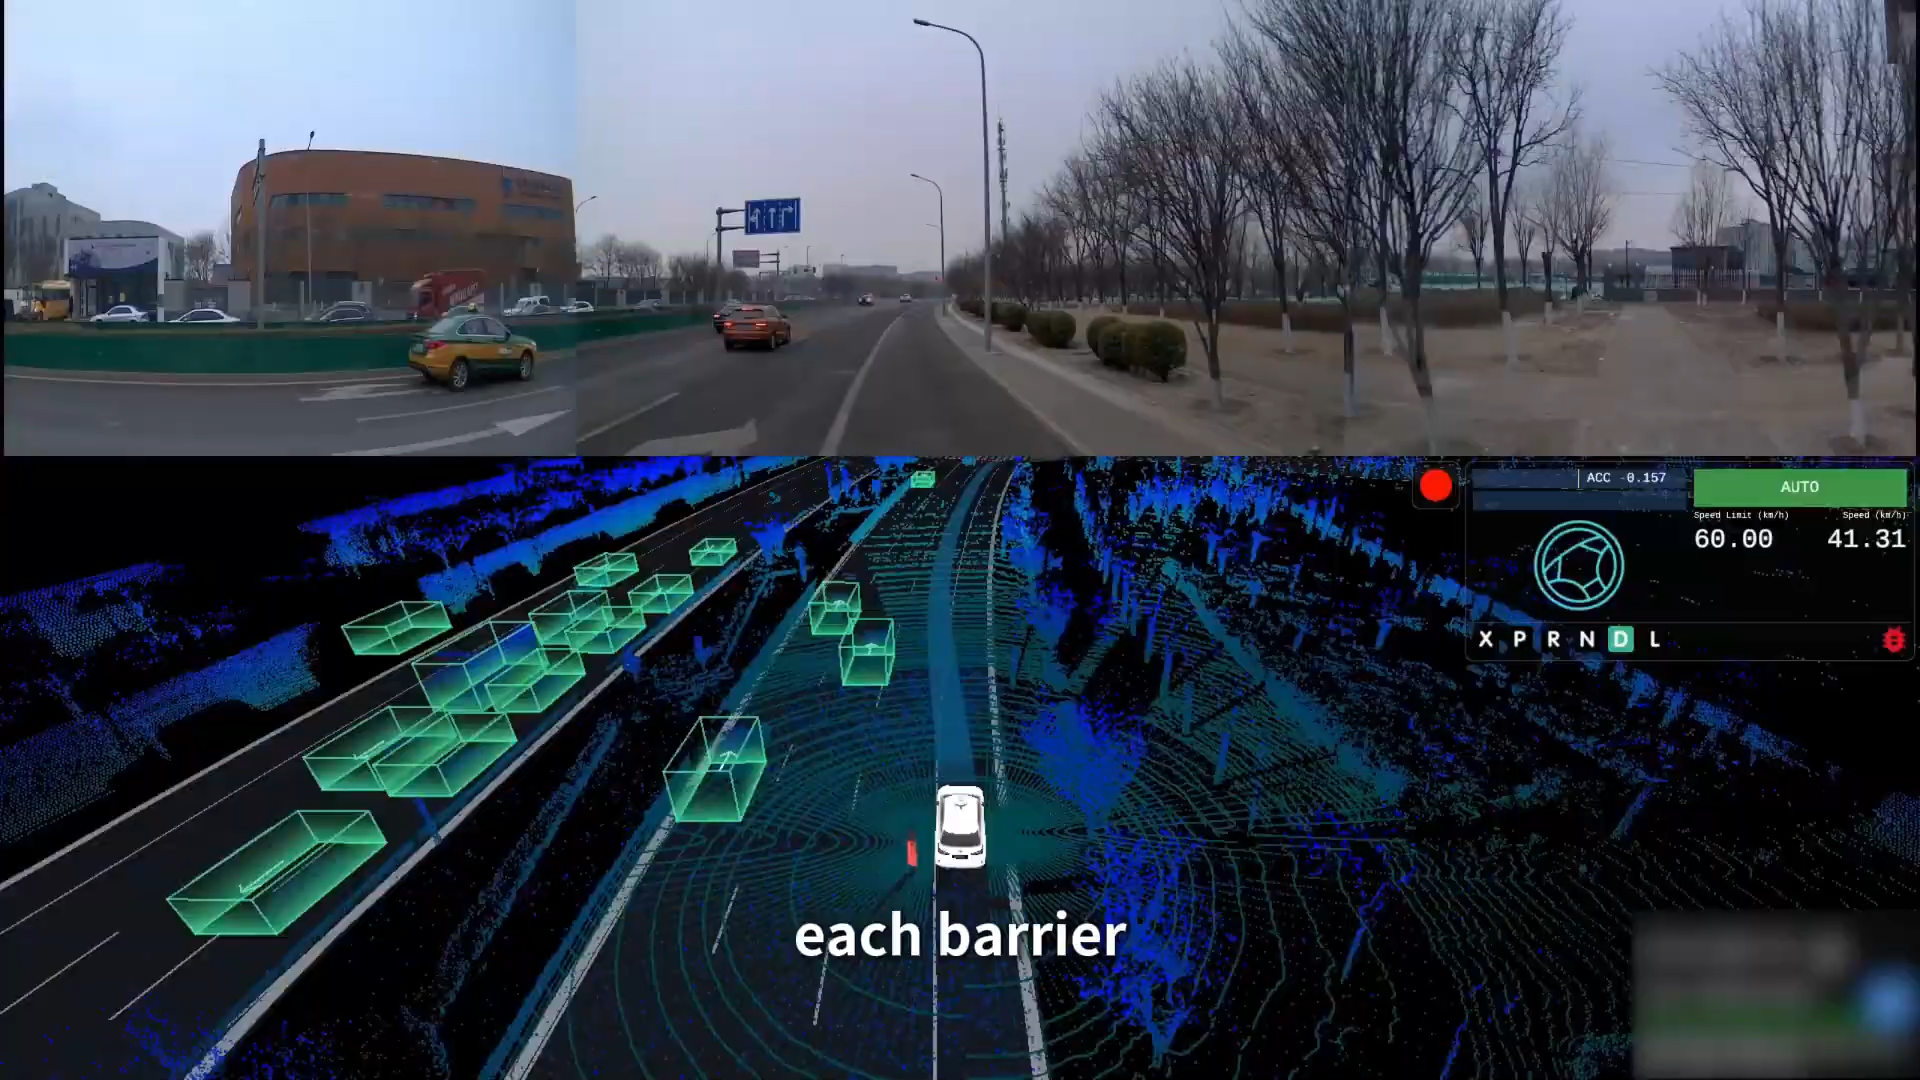 ACC -0.157
AUTO
Speed Limit (km/h)
Speed (km/h)
60.00
41.31
X P R N D L
each barrier